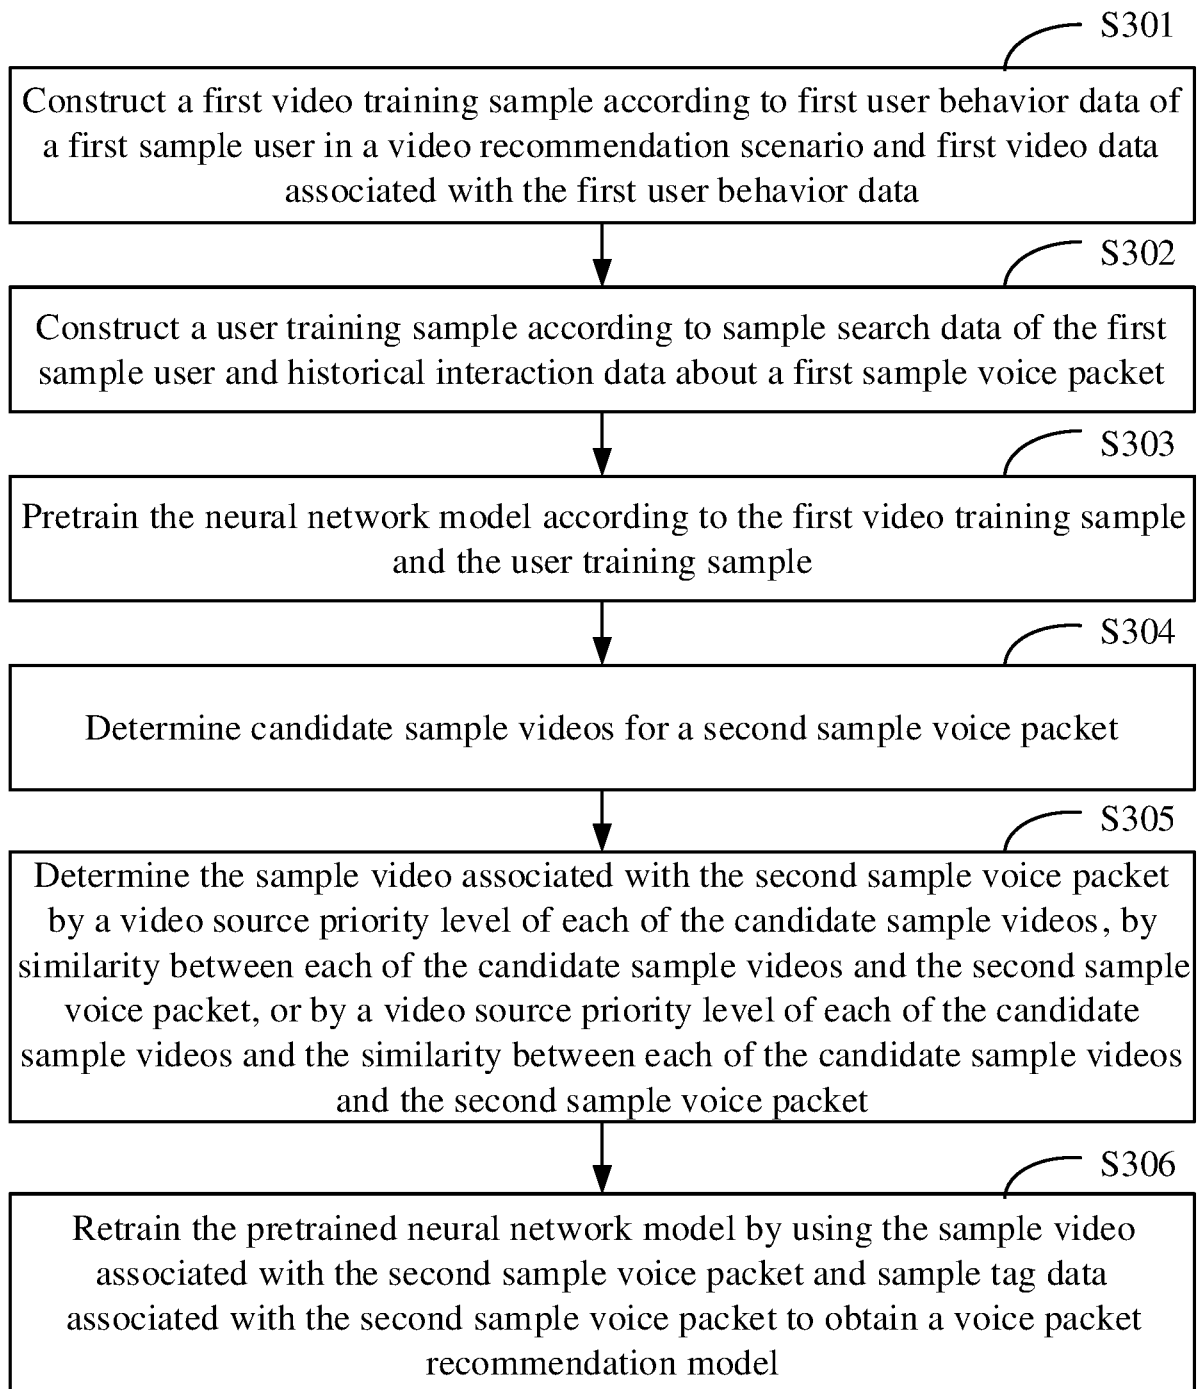 S301
Construct a first video training sample according to first user behavior data of
a first sample user in a video recommendation scenario and first video data
associated with the first user behavior data
S302
Construct a user training sample according to sample search data of the first
sample user and historical interaction data about a first sample voice packet
S303
Pretrain the neural network model according to the first video training sample
and the user training sample
S304
Determine candidate sample videos for a second sample voice packet
S305
Determine the sample video associated with the second sample voice packet
by a video source priority level of each of the candidate sample videos, by
similarity between each of the candidate sample videos and the second sample
voice packet, or by a video source priority level of each of the candidate
sample videos and the similarity between each of the candidate sample videos
and the second sample voice packet
S306
Retrain the pretrained neural network model by using the sample video
associated with the second sample voice packet and sample tag data
associated with the second sample voice packet to obtain a voice packet
recommendation model